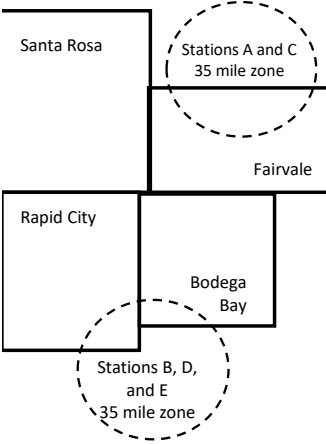 Santa Rosa
Stations A and C
35 mile zone
Fairvale
Rapid City
Bodega
Bay
Stations B, D,
and E
35 mile zone